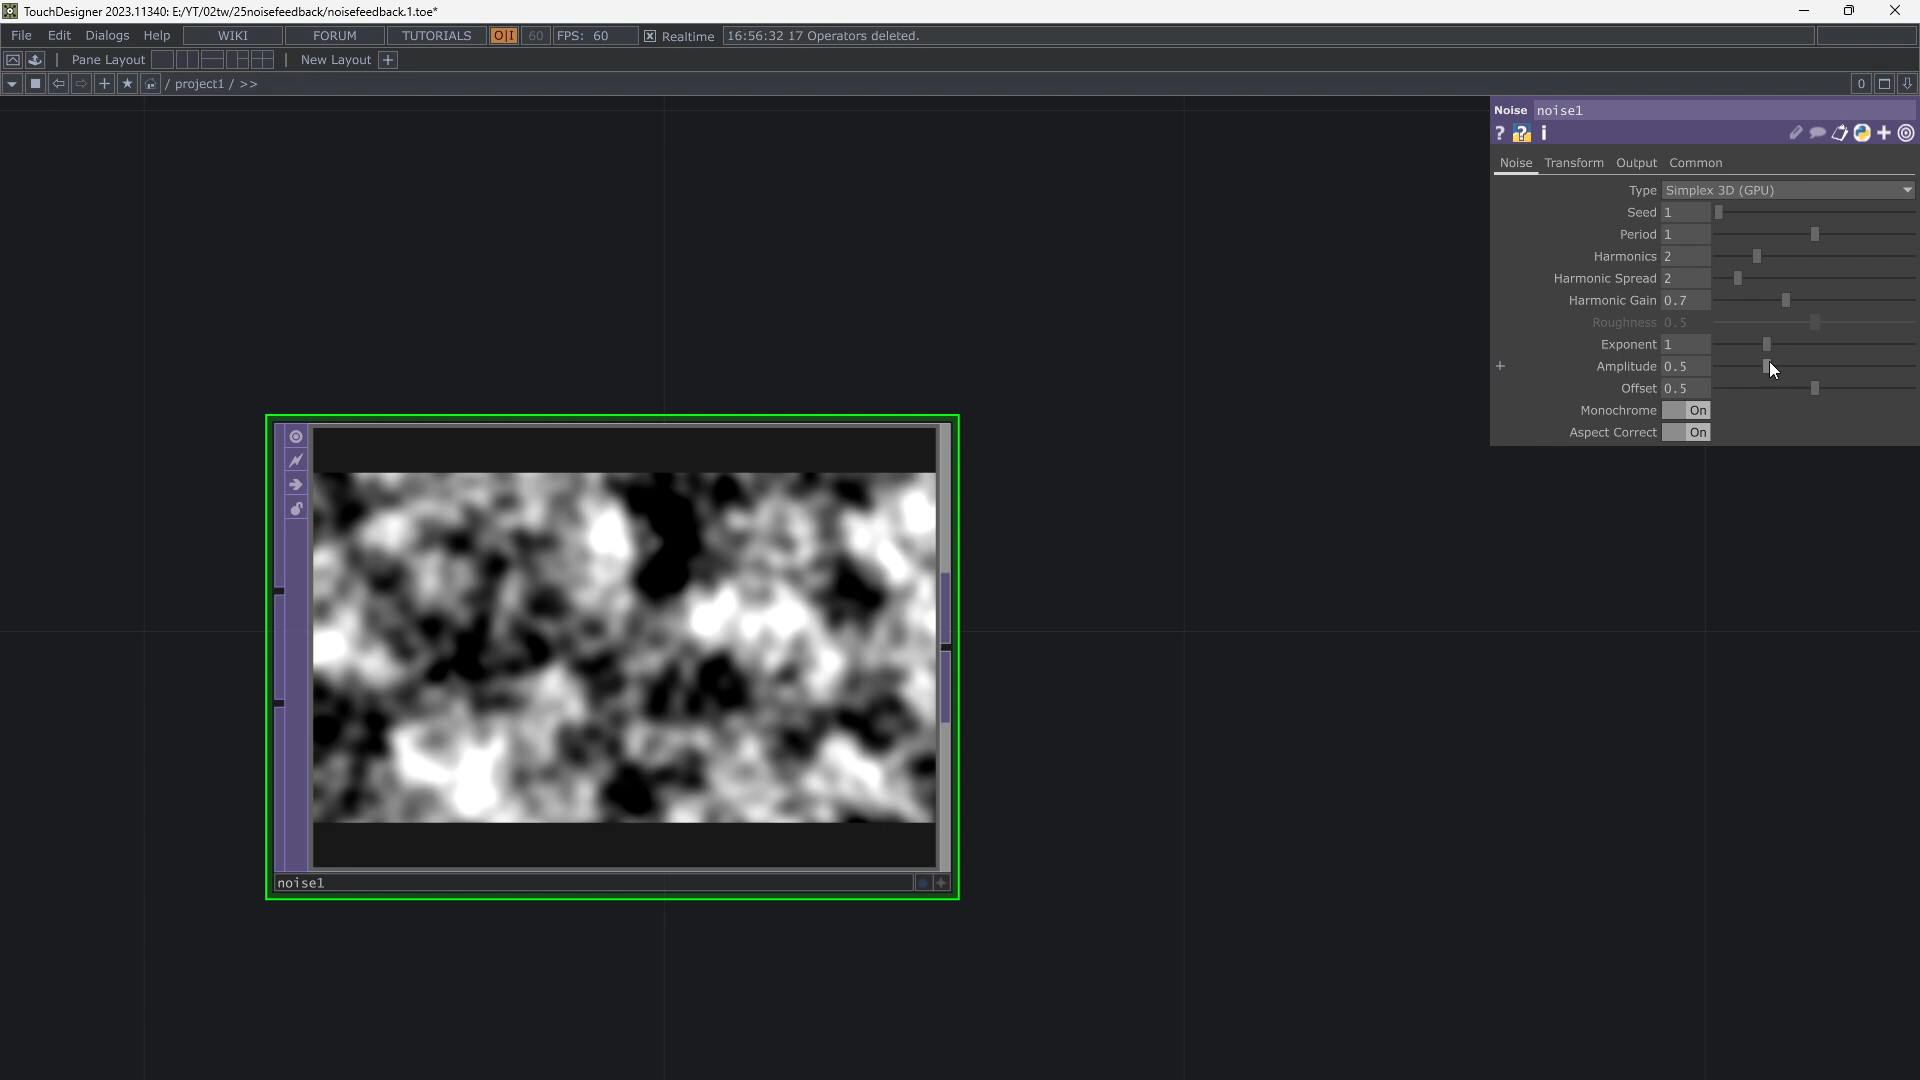 TouchDesigner 2023.11340: E:/YT/02tw/25noisefeedback/noisefeedback.1.toe*
File Edit Dialogs Help WIKI FORUM TUTORIALS O|I 60 FPS: 60 Realtime 16:56:32 17 Operators deleted.
Pane Layout New Layout +
/ project1 / >> 0
Noise noise1
? ? i
Noise Transform Output Common
Type Simplex 3D (GPU)
Seed 1
Period 1
Harmonics 2
Harmonic Spread 2
Harmonic Gain 0.7
Roughness 0.5
Exponent 1
+ Amplitude 0.5
Offset 0.5
Monochrome On
Aspect Correct On
noise1